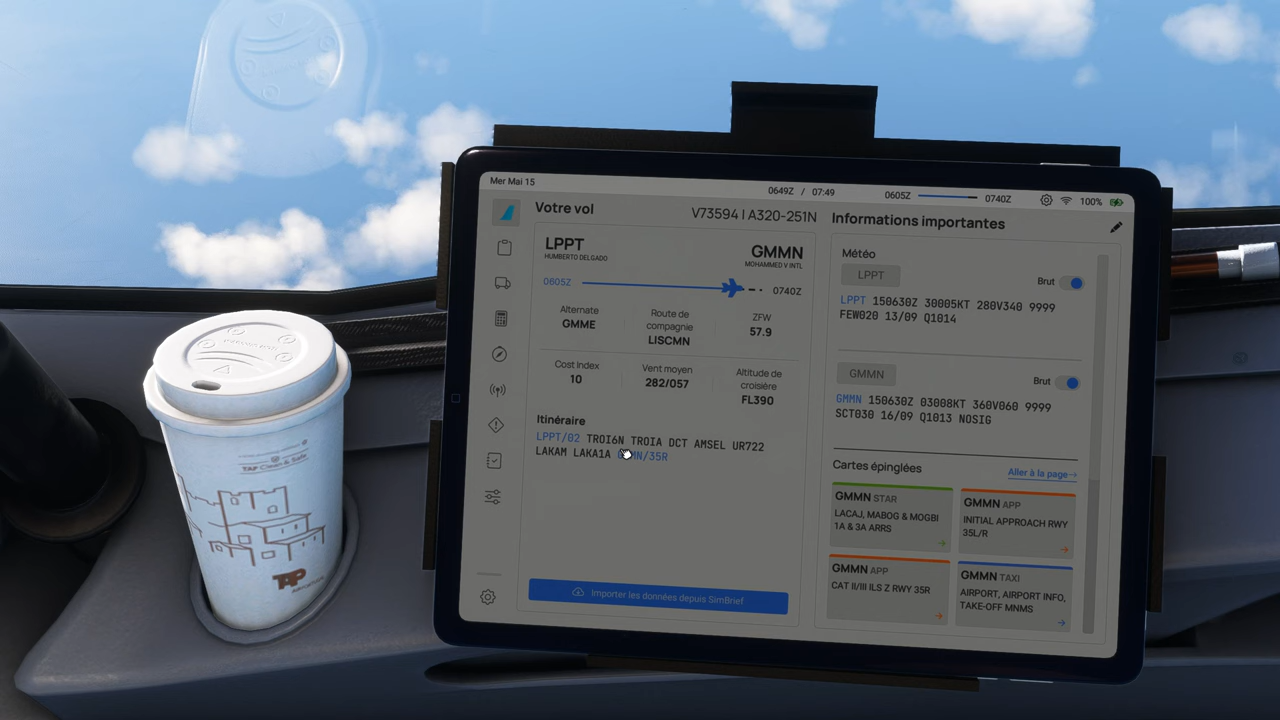 Mer Mai 15
0649Z / 07:49
0605Z
0740Z
100%
Votre vol
V73594 | A320-251N
LPPT
HUMBERTO DELGADO
GMMN
MOHAMMED V INTL
0605Z
0740Z
Alternate
GMME
Route de
compagnie
LISCMN
ZFW
57.9
Cost Index
10
Vent moyen
282/057
Altitude de
croisière
FL390
Itinéraire
LPPT/02 TROI6N TROIA DCT AMSEL UR722
LAKAM LAKA1A GMMN/35R
Importer les données depuis SimBrief
Informations importantes
Météo
LPPT
Brut
LPPT 150630Z 30005KT 280V340 9999
FEW020 13/09 Q1014
GMMN
Brut
GMMN 150630Z 03008KT 360V060 9999
SCT030 16/09 Q1013 NOSIG
Cartes épinglées
Aller à la page→
GMMN STAR
LACAJ, MABOG & MOGBI
1A & 3A ARRS
GMMN APP
INITIAL APPROACH RWY
35L/R
GMMN APP
CAT II/III ILS Z RWY 35R
GMMN TAXI
AIRPORT, AIRPORT INFO,
TAKE-OFF MNMS
TAP Clean & Safe
TAP